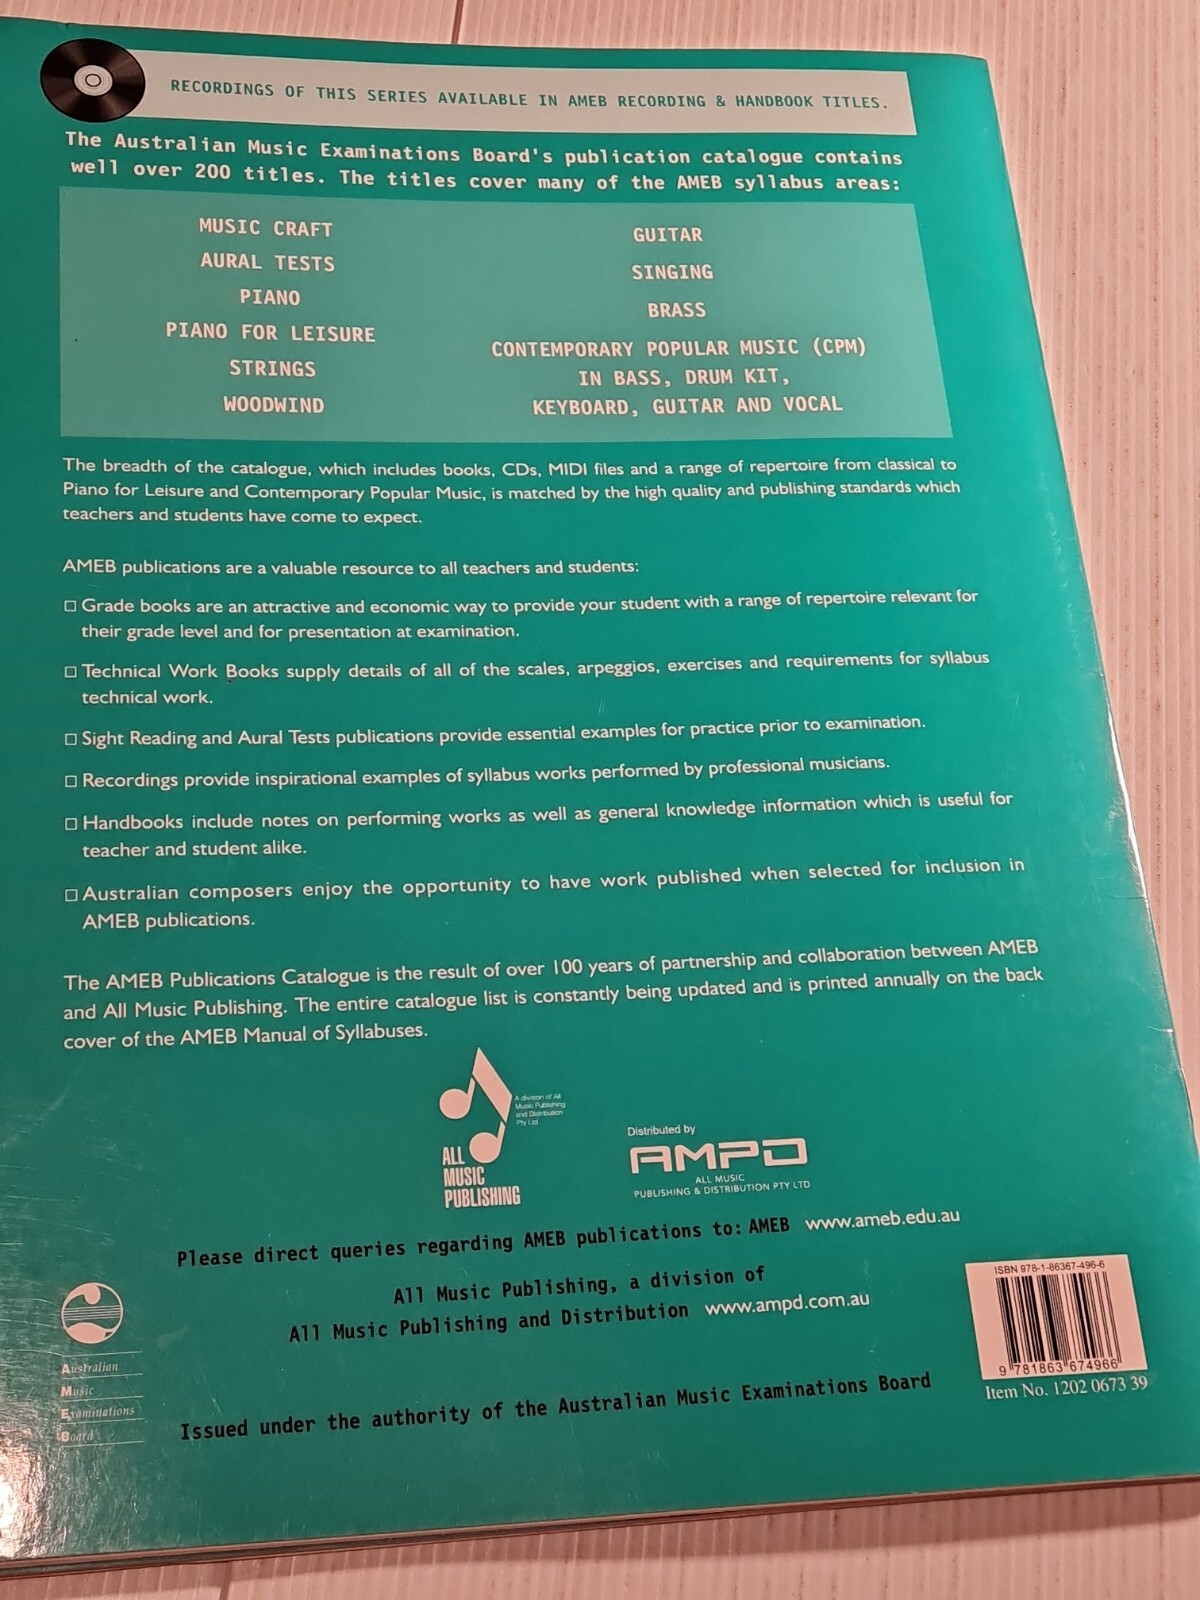 RECORDINGS OF THIS SERIES AVAILABLE IN AMEB RECORDING & HANDBOOK TITLES.
The Australian Music Examinations Board's publication catalogue contains
well over 200 titles. The titles cover many of the AMEB syllabus areas:
MUSIC CRAFT
AURAL TESTS
PIANO
PIANO FOR LEISURE
STRINGS
WOODWIND
GUITAR
SINGING
BRASS
CONTEMPORARY POPULAR MUSIC (CPM)
IN BASS, DRUM KIT,
KEYBOARD, GUITAR AND VOCAL
The breadth of the catalogue, which includes books, CDs, MIDI files and a range of repertoire from classical to
Piano for Leisure and Contemporary Popular Music, is matched by the high quality and publishing standards which
teachers and students have come to expect.
AMEB publications are a valuable resource to all teachers and students:
□ Grade books are an attractive and economic way to provide your student with a range of repertoire relevant for
their grade level and for presentation at examination.
□ Technical Work Books supply details of all of the scales, arpeggios, exercises and requirements for syllabus
technical work.
□ Sight Reading and Aural Tests publications provide essential examples for practice prior to examination.
□ Recordings provide inspirational examples of syllabus works performed by professional musicians.
□ Handbooks include notes on performing works as well as general knowledge information which is useful for
teacher and student alike.
□ Australian composers enjoy the opportunity to have work published when selected for inclusion in
AMEB publications.
The AMEB Publications Catalogue is the result of over 100 years of partnership and collaboration between AMEB
and All Music Publishing. The entire catalogue list is constantly being updated and is printed annually on the back
cover of the AMEB Manual of Syllabuses.
A division of All
Music Publishing
and Distribution
Pty Ltd
ALL
MUSIC
PUBLISHING
Distributed by
AMPD
ALL MUSIC
PUBLISHING & DISTRIBUTION PTY LTD
Please direct queries regarding AMEB publications to: AMEB www.ameb.edu.au
All Music Publishing, a division of
All Music Publishing and Distribution www.ampd.com.au
Issued under the authority of the Australian Music Examinations Board
Australian
Music
Examinations
Board
ISBN 978-1-86367-496-6
9 781863 674966
Item No. 1202 0673 39